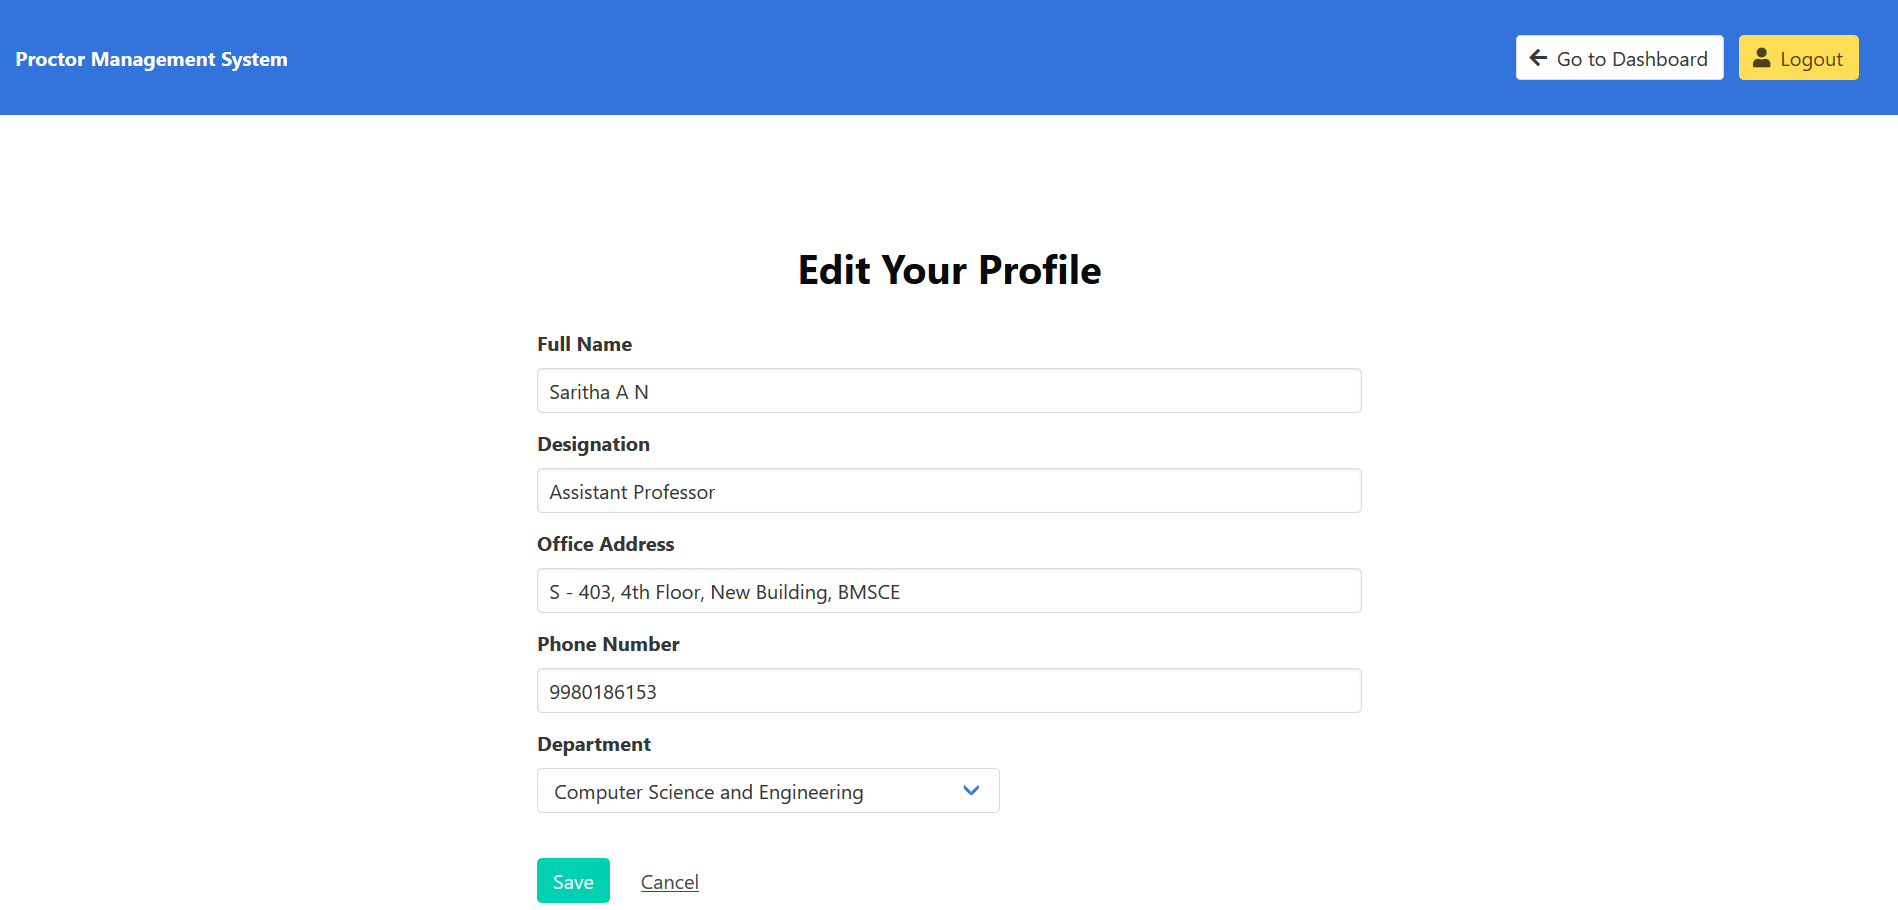 Proctor Management System
Go to Dashboard
Logout
Edit Your Profile
Full Name
Saritha A N
Designation
Assistant Professor
Office Address
S - 403, 4th Floor, New Building, BMSCE
Phone Number
9980186153
Department
Computer Science and Engineering
Save
Cancel